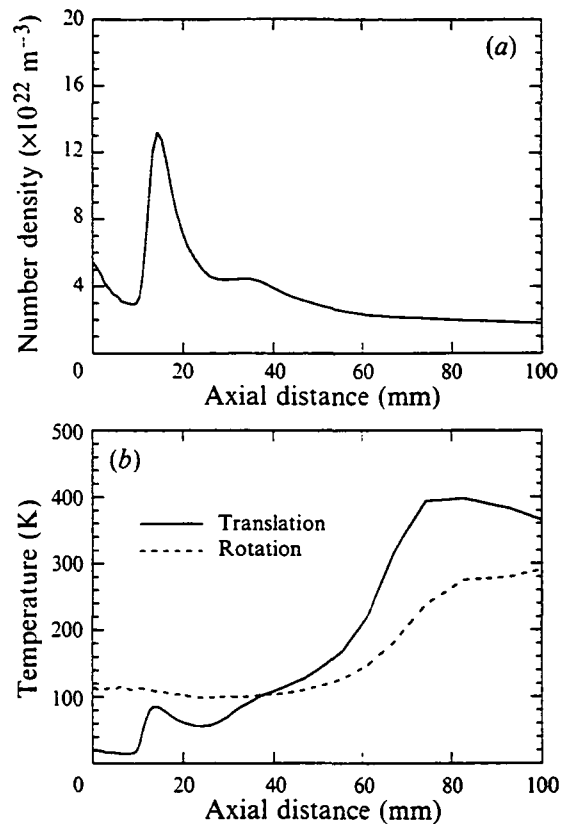 (a)
Number density (×10²² m⁻³)
20
16
12
8
4
0 20 40 60 80 100
Axial distance (mm)
(b)
Temperature (K)
500
400
300
200
100
Translation
Rotation
0 20 40 60 80 100
Axial distance (mm)